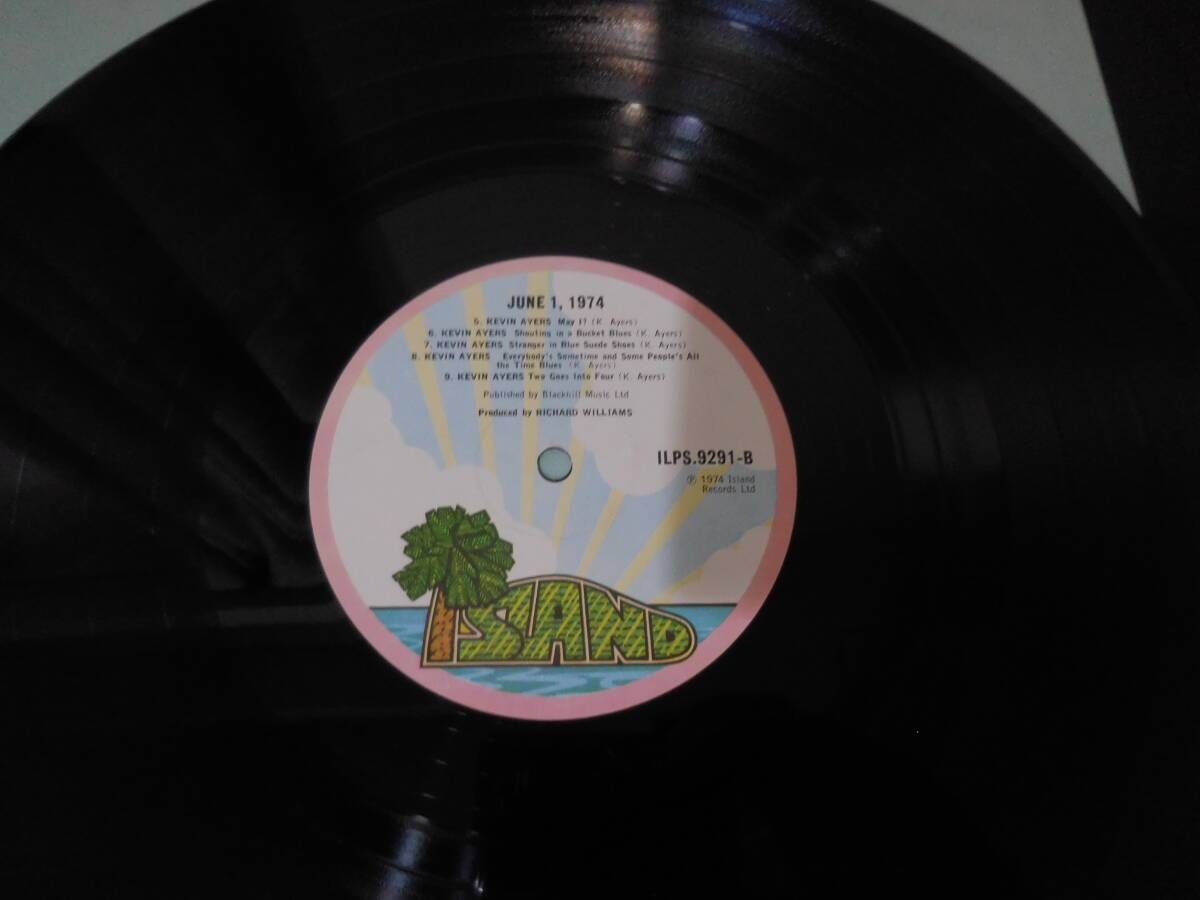 JUNE 1, 1974
5. KEVIN AYERS May I? (K. Ayers)
6. KEVIN AYERS Shouting in a Bucket Blues (K. Ayers)
7. KEVIN AYERS Stranger in Blue Suede Shoes (K. Ayers)
8. KEVIN AYERS Everybody's Sometime and Some People's All
the Time Blues (K. Ayers)
9. KEVIN AYERS Two Goes Into Four (K. Ayers)
Published by Blackhill Music Ltd
Produced by RICHARD WILLIAMS
ILPS.9291-B
℗ 1974 Island
Records Ltd
ISLAND